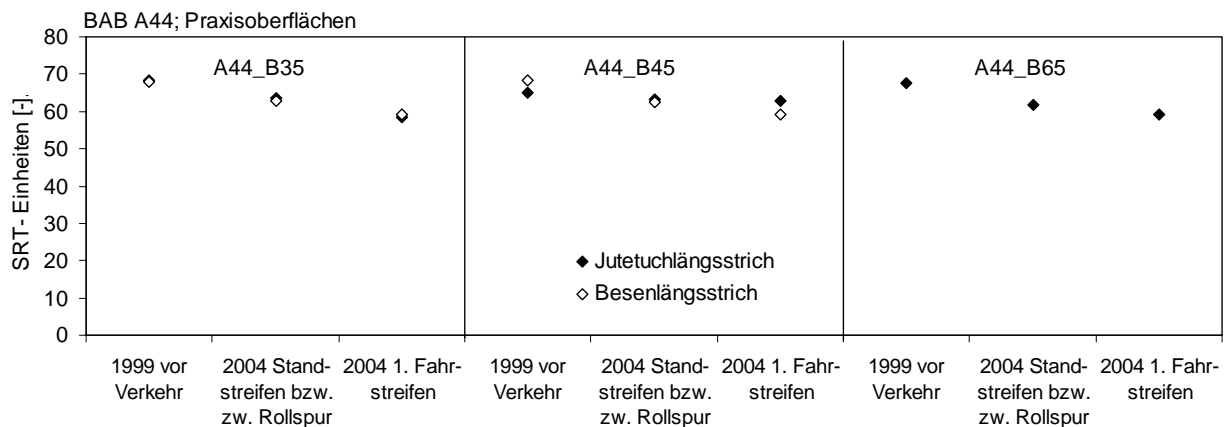 BAB A44; Praxisoberflächen
SRT- Einheiten [-].
80
70
60
50
40
30
20
10
0
A44_B35
A44_B45
A44_B65
Jutetuchlängsstrich
Besenlängsstrich
1999 vor
Verkehr
2004 Stand-
streifen bzw.
zw. Rollspur
2004 1. Fahr-
streifen
1999 vor
Verkehr
2004 Stand-
streifen bzw.
zw. Rollspur
2004 1. Fahr-
streifen
1999 vor
Verkehr
2004 Stand-
streifen bzw.
zw. Rollspur
2004 1. Fahr-
streifen